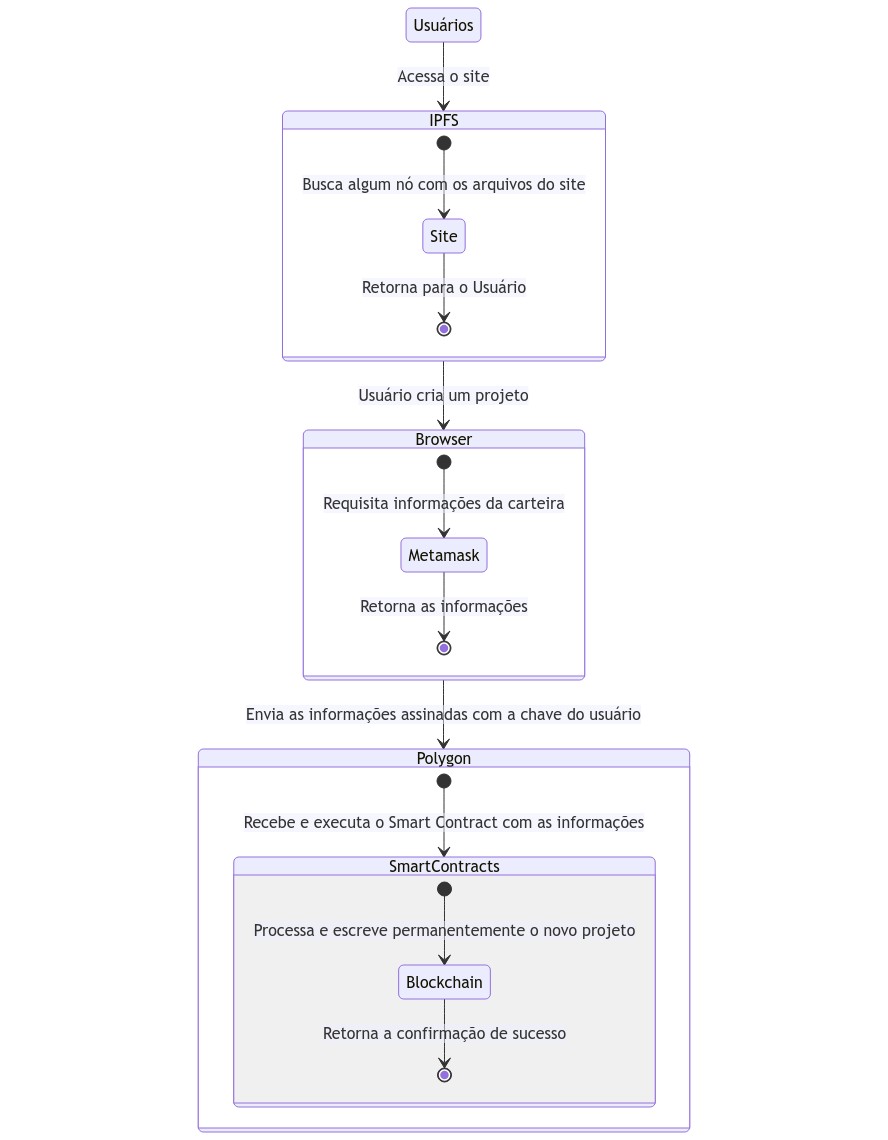 Usuários
Acessa o site
IPFS
Busca algum nó com os arquivos do site
Site
Retorna para o Usuário
Usuário cria um projeto
Browser
Requisita informações da carteira
Metamask
Retorna as informações
Envia as informações assinadas com a chave do usuário
Polygon
Recebe e executa o Smart Contract com as informações
SmartContracts
Processa e escreve permanentemente o novo projeto
Blockchain
Retorna a confirmação de sucesso